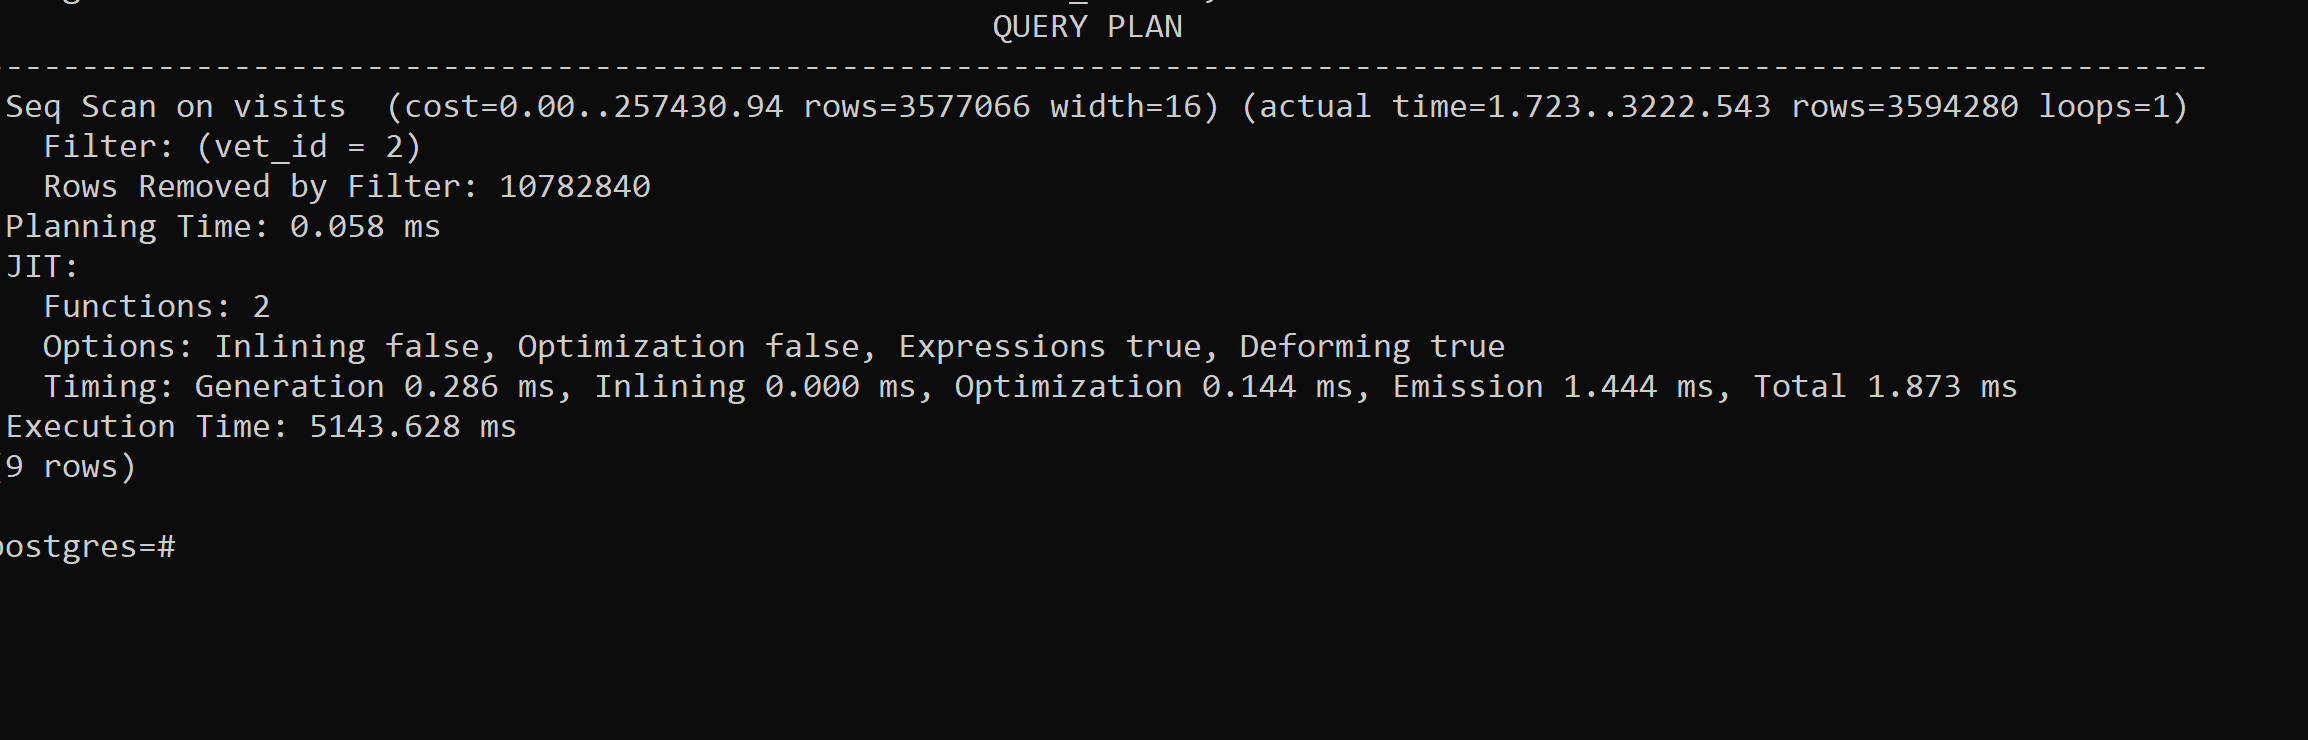 QUERY PLAN
-----------------------------------------------------------------------------------------------------------------------
Seq Scan on visits  (cost=0.00..257430.94 rows=3577066 width=16) (actual time=1.723..3222.543 rows=3594280 loops=1)
  Filter: (vet_id = 2)
  Rows Removed by Filter: 10782840
Planning Time: 0.058 ms
JIT:
  Functions: 2
  Options: Inlining false, Optimization false, Expressions true, Deforming true
  Timing: Generation 0.286 ms, Inlining 0.000 ms, Optimization 0.144 ms, Emission 1.444 ms, Total 1.873 ms
Execution Time: 5143.628 ms
(9 rows)
postgres=#